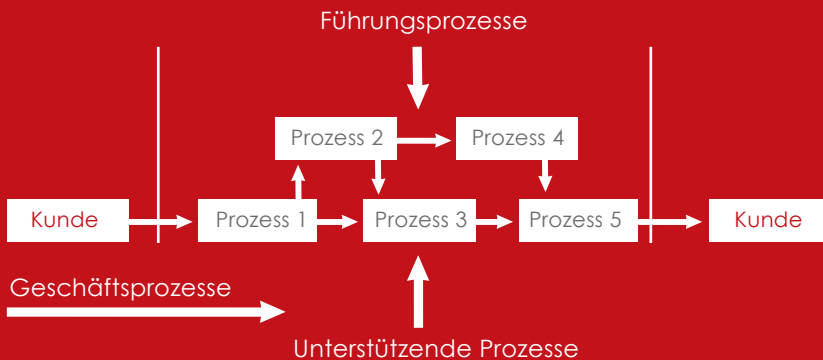 Führungsprozesse
Prozess 2
Prozess 4
Kunde
Prozess 1
Prozess 3
Prozess 5
Kunde
Geschäftsprozesse
Unterstützende Prozesse